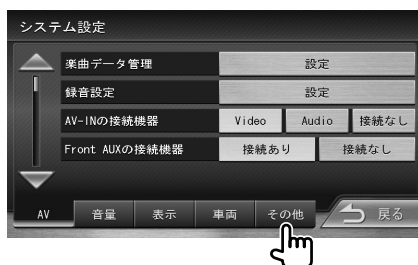 システム設定
楽曲データ管理 設定
録音設定 設定
AV-INの接続機器 Video Audio 接続なし
Front AUXの接続機器 接続あり 接続なし
AV 音量 表示 車両 その他 戻る